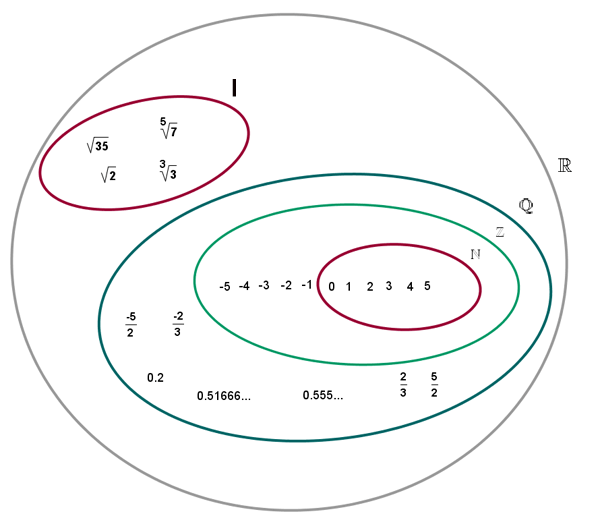 I
√35 ⁵√7
√2 ³√3
ℝ
ℚ
ℤ
ℕ
-5 -4 -3 -2 -1 0 1 2 3 4 5
-5/2 -2/3
0.2
0.51666... 0.555... 2/3 5/2